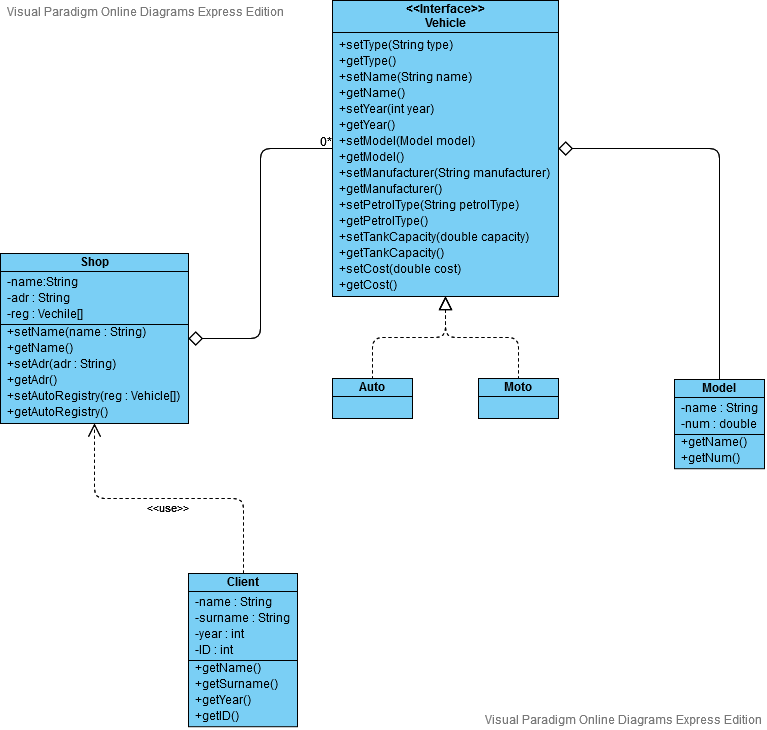 Visual Paradigm Online Diagrams Express Edition
<<Interface>>
Vehicle
+setType(String type)
+getType()
+setName(String name)
+getName()
+setYear(int year)
+getYear()
+setModel(Model model)
+getModel()
+setManufacturer(String manufacturer)
+getManufacturer()
+setPetrolType(String petrolType)
+getPetrolType()
+setTankCapacity(double capacity)
+getTankCapacity()
+setCost(double cost)
+getCost()
0*
Shop
-name:String
-adr : String
-reg : Vechile[]
+setName(name : String)
+getName()
+setAdr(adr : String)
+getAdr()
+setAutoRegistry(reg : Vehicle[])
+getAutoRegistry()
Auto
Moto
Model
-name : String
-num : double
+getName()
+getNum()
<<use>>
Client
-name : String
-surname : String
-year : int
-ID : int
+getName()
+getSurname()
+getYear()
+getID()
Visual Paradigm Online Diagrams Express Edition